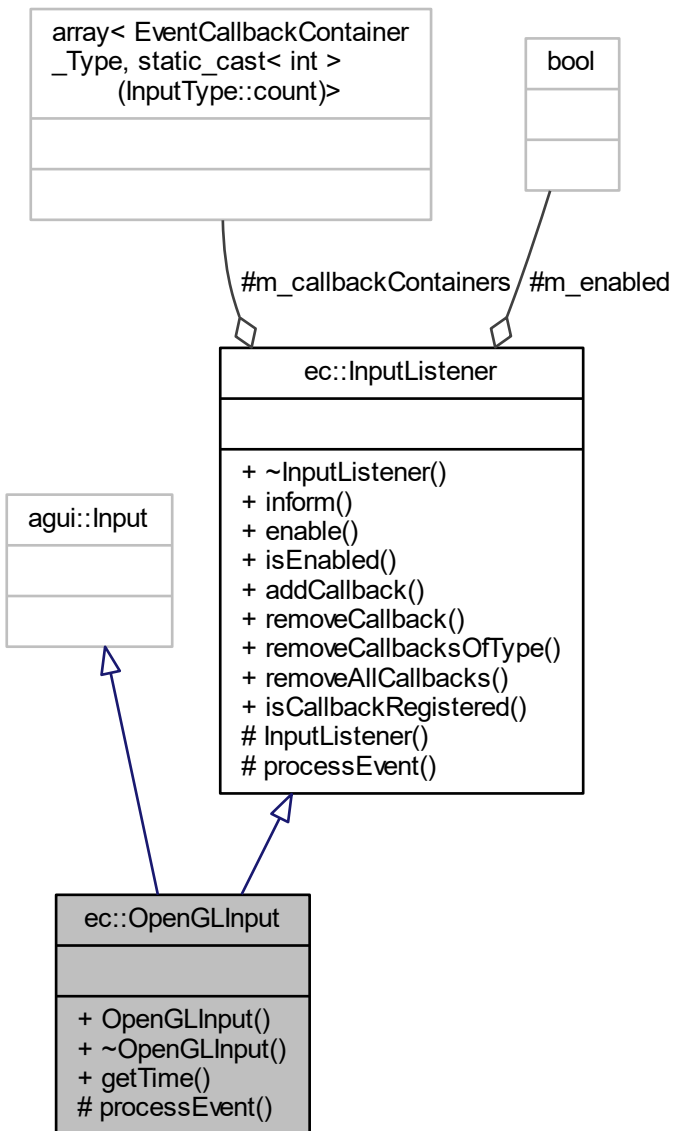 array< EventCallbackContainer
_Type, static_cast< int >
(InputType::count)>
bool
#m_callbackContainers
#m_enabled
ec::InputListener
+ ~InputListener()
+ inform()
+ enable()
+ isEnabled()
+ addCallback()
+ removeCallback()
+ removeCallbacksOfType()
+ removeAllCallbacks()
+ isCallbackRegistered()
# InputListener()
# processEvent()
agui::Input
ec::OpenGLInput
+ OpenGLInput()
+ ~OpenGLInput()
+ getTime()
# processEvent()